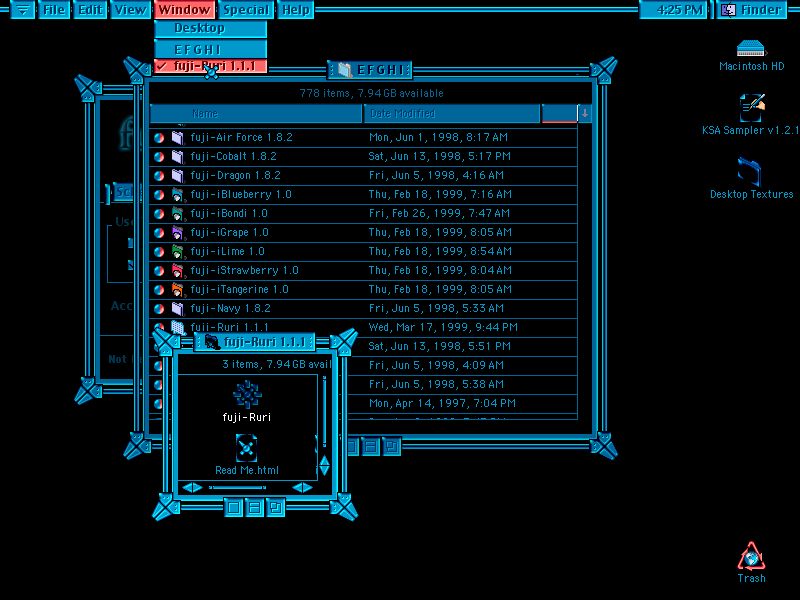 File Edit View Window Special Help 4:25 PM Finder
Desktop
E F G H I
✓ fuji-Ruri 1.1.1
E F G H I
778 items, 7.94 GB available
Name Date Modified
fuji-Air Force 1.8.2 Mon, Jun 1, 1998, 8:17 AM
fuji-Cobalt 1.8.2 Sat, Jun 13, 1998, 5:17 PM
fuji-Dragon 1.8.2 Fri, Jun 5, 1998, 4:16 AM
fuji-iBlueberry 1.0 Thu, Feb 18, 1999, 7:16 AM
fuji-iBondi 1.0 Fri, Feb 26, 1999, 7:47 AM
fuji-iGrape 1.0 Thu, Feb 18, 1999, 8:05 AM
fuji-iLime 1.0 Thu, Feb 18, 1999, 8:54 AM
fuji-iStrawberry 1.0 Thu, Feb 18, 1999, 8:04 AM
fuji-iTangerine 1.0 Thu, Feb 18, 1999, 8:05 AM
fuji-Navy 1.8.2 Fri, Jun 5, 1998, 5:33 AM
fuji-Ruri 1.1.1 Wed, Mar 17, 1999, 9:44 PM
Sat, Jun 13, 1998, 5:51 PM
Fri, Jun 5, 1998, 4:09 AM
Fri, Jun 5, 1998, 5:38 AM
Mon, Apr 14, 1997, 7:04 PM
fuji-Ruri 1.1.1
3 items, 7.94 GB avail
fuji-Ruri
Read Me.html
Not
Macintosh HD
KSA Sampler v1.2.1
Desktop Textures
Trash